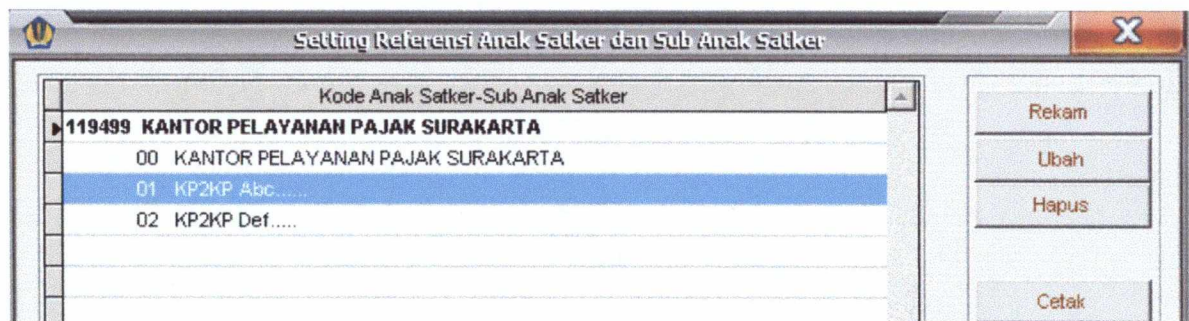 Setting Referensi Anak Satker dan Sub Anak Satker
Kode Anak Satker-Sub Anak Satker
119499 KANTOR PELAYANAN PAJAK SURAKARTA
00 KANTOR PELAYANAN PAJAK SURAKARTA
01 KP2KP Abc......
02 KP2KP Def.....
Rekam
Ubah
Hapus
Cetak